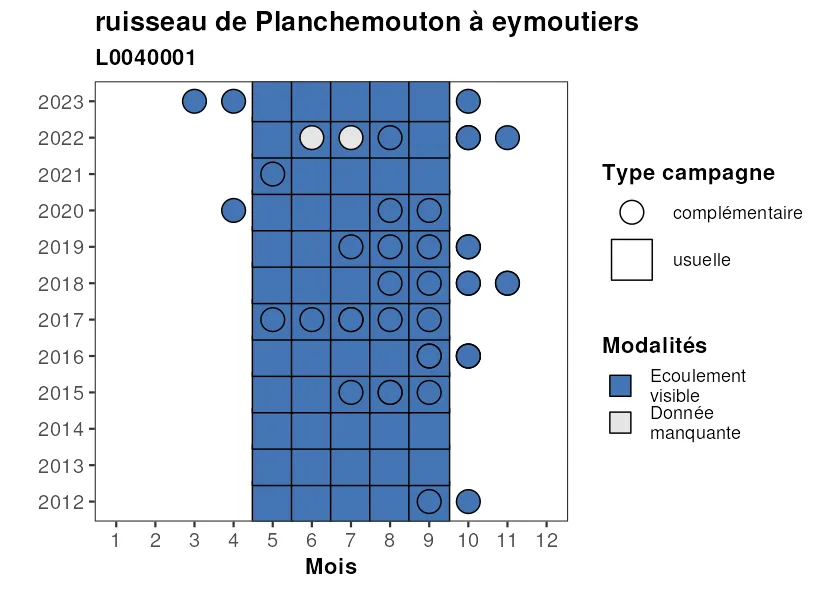 ruisseau de Planchemouton à eymoutiers
L0040001
2023
2022
2021
2020
2019
2018
2017
2016
2015
2014
2013
2012
1 2 3 4 5 6 7 8 9 10 11 12
Mois
Type campagne
complémentaire
usuelle
Modalités
Ecoulement
visible
Donnée
manquante